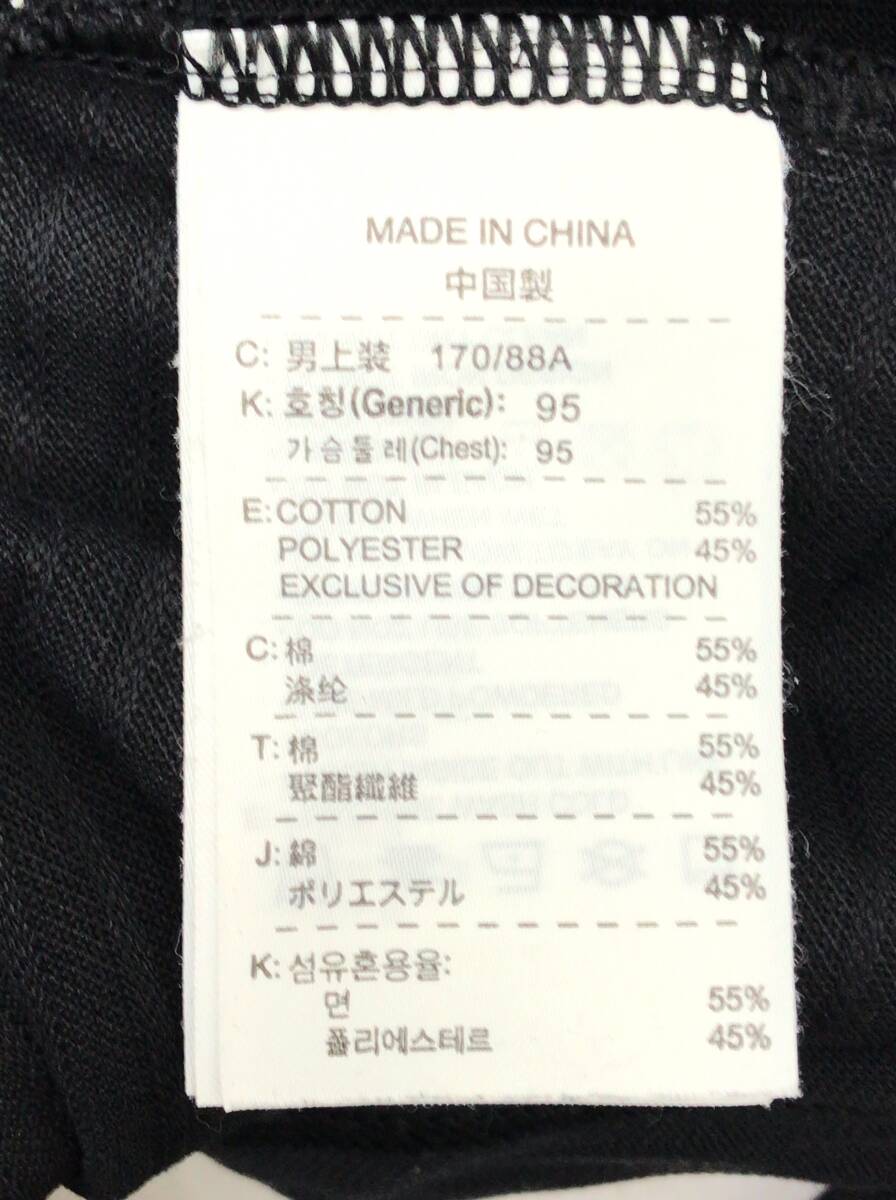 MADE IN CHINA
中国製
C: 男上装 170/88A
K: 호칭(Generic): 95
가슴둘레(Chest): 95
E: COTTON 55%
POLYESTER 45%
EXCLUSIVE OF DECORATION
C: 棉 55%
涤纶 45%
T: 棉 55%
聚酯纖維 45%
J: 綿 55%
ポリエステル 45%
K: 섬유혼용율:
면 55%
폴리에스테르 45%